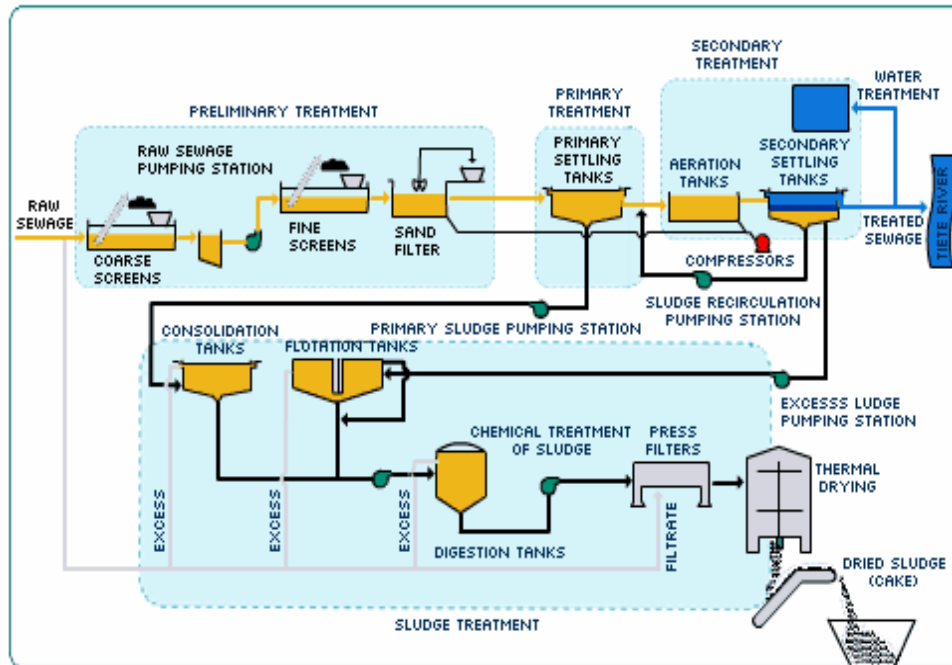 SECONDARY
TREATMENT
WATER
TREATMENT
PRIMARY
TREATMENT
PRELIMINARY TREATMENT
RAW SEWAGE
PUMPING STATION
PRIMARY
SETTLING
TANKS
SECONDARY
SETTLING
TANKS
AERATION
TANKS
RAW
SEWAGE
FINE
SCREENS
SAND
FILTER
TREATED
SEWAGE
TIETE RIVER
COARSE
SCREENS
COMPRESSORS
SLUDGE RECIRCULATION
PUMPING STATION
PRIMARY SLUDGE PUMPING STATION
CONSOLIDATION
TANKS
FLOTATION TANKS
EXCESSS LUDGE
PUMPING STATION
CHEMICAL TREATMENT
OF SLUDGE
PRESS
FILTERS
THERMAL
DRYING
EXCESS
EXCESS
EXCESS
DIGESTION TANKS
FILTRATE
DRIED SLUDGE
(CAKE)
SLUDGE TREATMENT